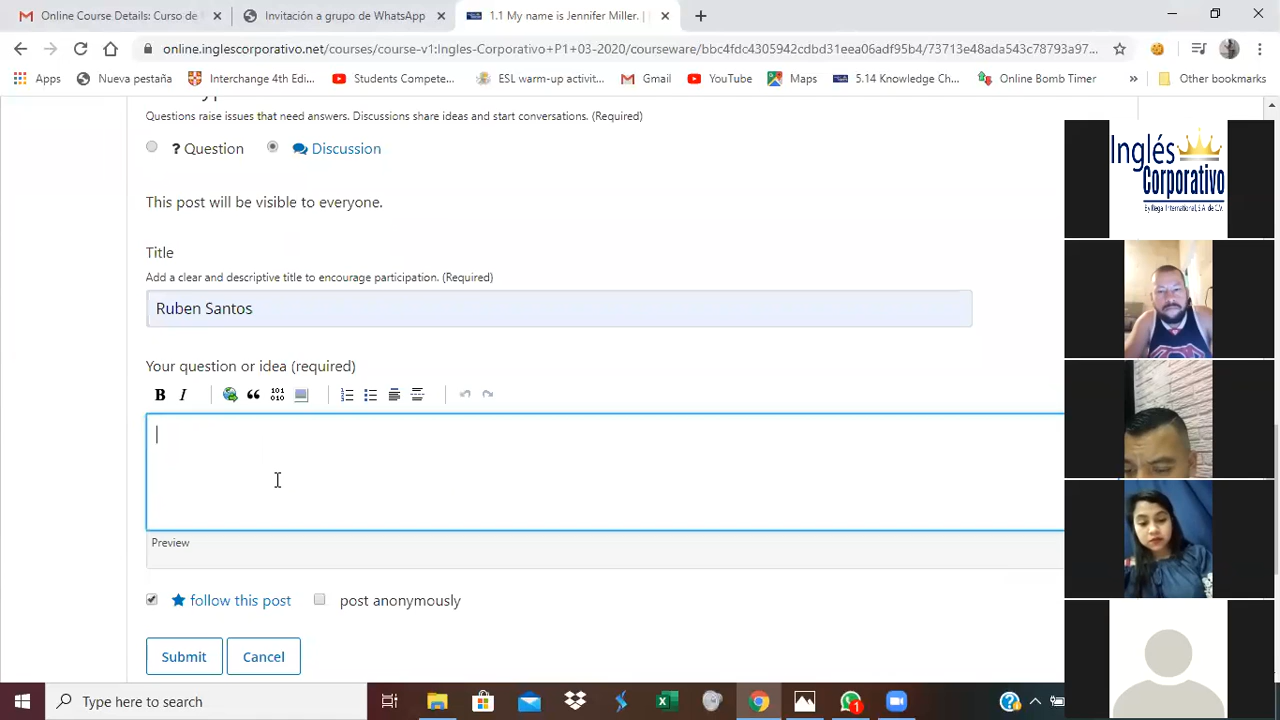 Online Course Details: Curso de
Invitación a grupo de WhatsApp
1.1 My name is Jennifer Miller. |
online.inglescorporativo.net/courses/course-v1:Ingles-Corporativo+P1+03-2020/courseware/bbc4fdc4305942cdbd31eea06adf95b4/73713e48ada543c78793a97...
Apps
Nueva pestaña
Interchange 4th Edi...
Students Compete...
ESL warm-up activit...
Gmail
YouTube
Maps
5.14 Knowledge Ch...
Online Bomb Timer
»
Other bookmarks
Questions raise issues that need answers. Discussions share ideas and start conversations. (Required)
? Question
Discussion
This post will be visible to everyone.
Title
Add a clear and descriptive title to encourage participation. (Required)
Ruben Santos
Your question or idea (required)
B I
Preview
follow this post
post anonymously
Submit
Cancel
Type here to search
Inglés
Corporativo